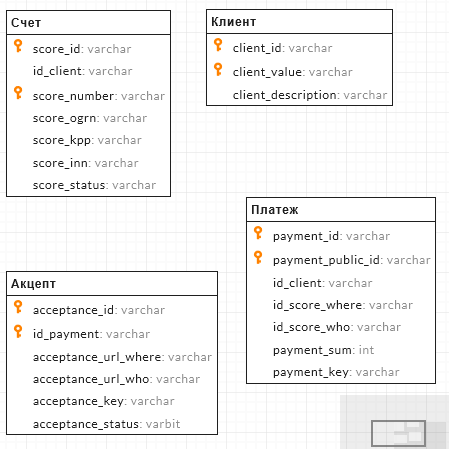 Счет
score_id: varchar
id_client: varchar
score_number: varchar
score_ogrn: varchar
score_kpp: varchar
score_inn: varchar
score_status: varchar
Клиент
client_id: varchar
client_value: varchar
client_description: varchar
Платеж
payment_id: varchar
payment_public_id: varchar
id_client: varchar
id_score_where: varchar
id_score_who: varchar
payment_sum: int
payment_key: varchar
Акцепт
acceptance_id: varchar
id_payment: varchar
acceptance_url_where: varchar
acceptance_url_who: varchar
acceptance_key: varchar
acceptance_status: varbit